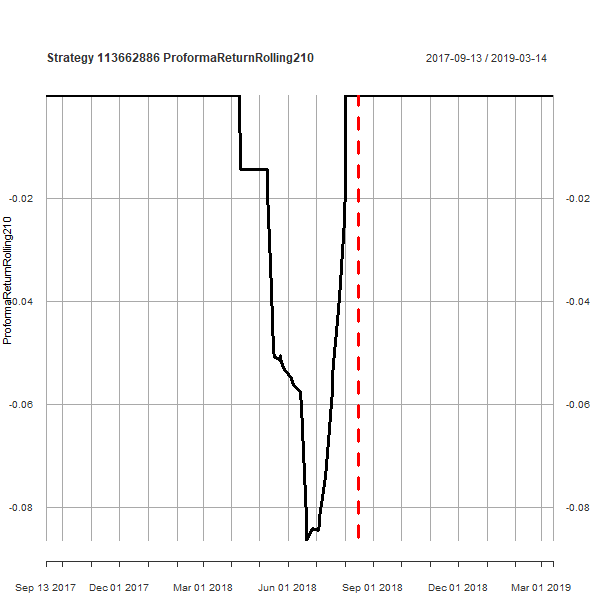 Strategy 113662886 ProformaReturnRolling210
2017-09-13 / 2019-03-14
ProformaReturnRolling210
-0.02
-0.02
-0.04
-0.04
-0.06
-0.06
-0.08
-0.08
Sep 13 2017 Dec 01 2017 Mar 01 2018 Jun 01 2018 Sep 01 2018 Dec 01 2018 Mar 01 2019